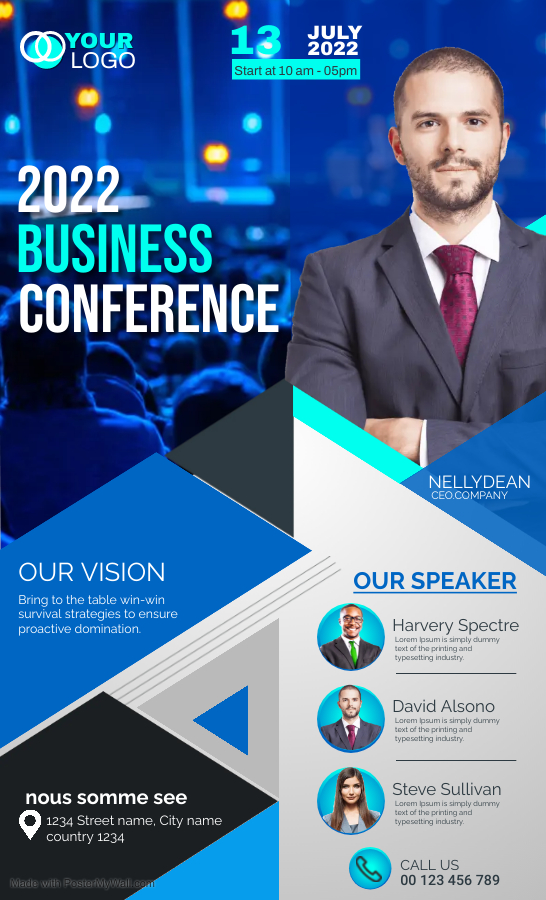 YOUR
LOGO
13
JULY
2022
Start at 10 am - 05pm
2022
BUSINESS
CONFERENCE
NELLYDEAN
CEO.COMPANY
OUR VISION
Bring to the table win-win
survival strategies to ensure
proactive domination.
OUR SPEAKER
Harvery Spectre
Lorem Ipsum is simply dummy
text of the printing and
typesetting industry.
David Alsono
Lorem Ipsum is simply dummy
text of the printing and
typesetting industry.
Steve Sullivan
Lorem Ipsum is simply dummy
text of the printing and
typesetting industry.
nous somme see
1234 Street name, City name
country 1234
CALL US
00 123 456 789
Made with PosterMyWall.com